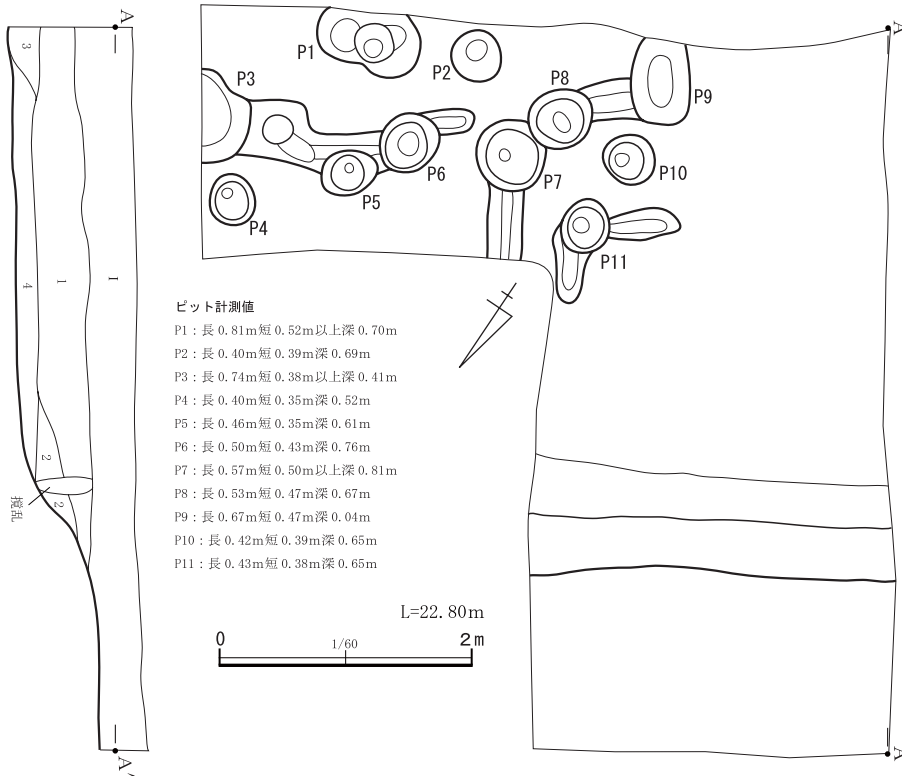 A
A
3
4
1
I
2
2
撹乱
A′
P1
P2
P3
P4
P5
P6
P7
P8
P9
P10
P11
ピット計測値
P1：長 0.81m短 0.52m以上深 0.70m
P2：長 0.40m短 0.39m深 0.69m
P3：長 0.74m短 0.38m以上深 0.41m
P4：長 0.40m短 0.35m深 0.52m
P5：長 0.46m短 0.35m深 0.61m
P6：長 0.50m短 0.43m深 0.76m
P7：長 0.57m短 0.50m以上深 0.81m
P8：長 0.53m短 0.47m深 0.67m
P9：長 0.67m短 0.47m深 0.04m
P10：長 0.42m短 0.39m深 0.65m
P11：長 0.43m短 0.38m深 0.65m
L=22.80m
0
1/60
2m
A